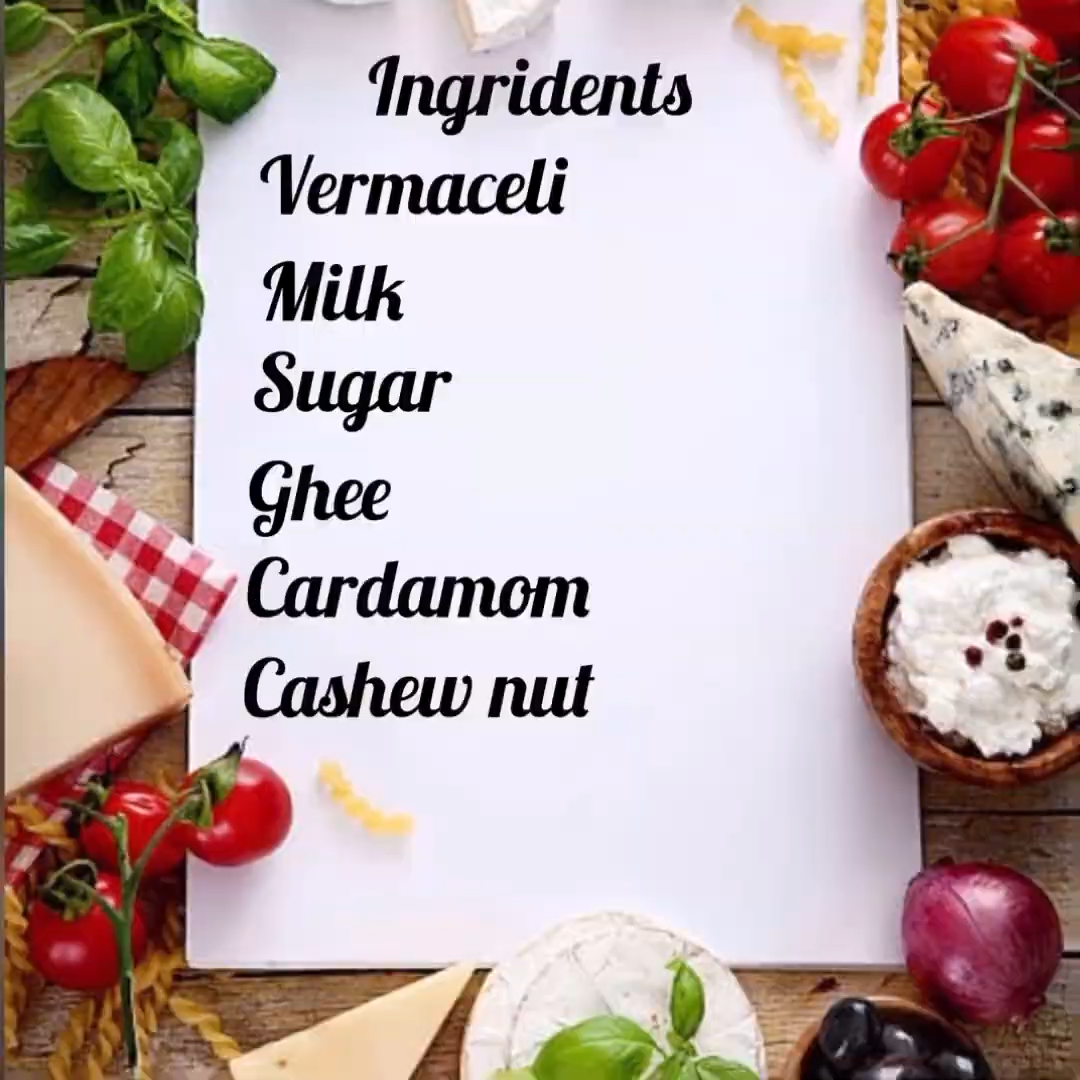 Ingridents
Vermaceli
Milk
Sugar
Ghee
Cardamom
Cashew nut